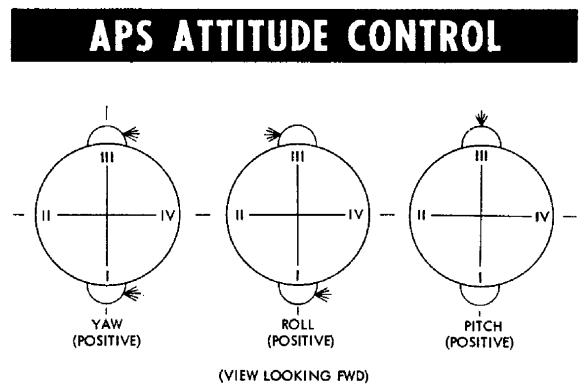 APS ATTITUDE CONTROL
III III III
II IV II IV II IV
I I I
YAW ROLL PITCH
(POSITIVE) (POSITIVE) (POSITIVE)
(VIEW LOOKING FWD)